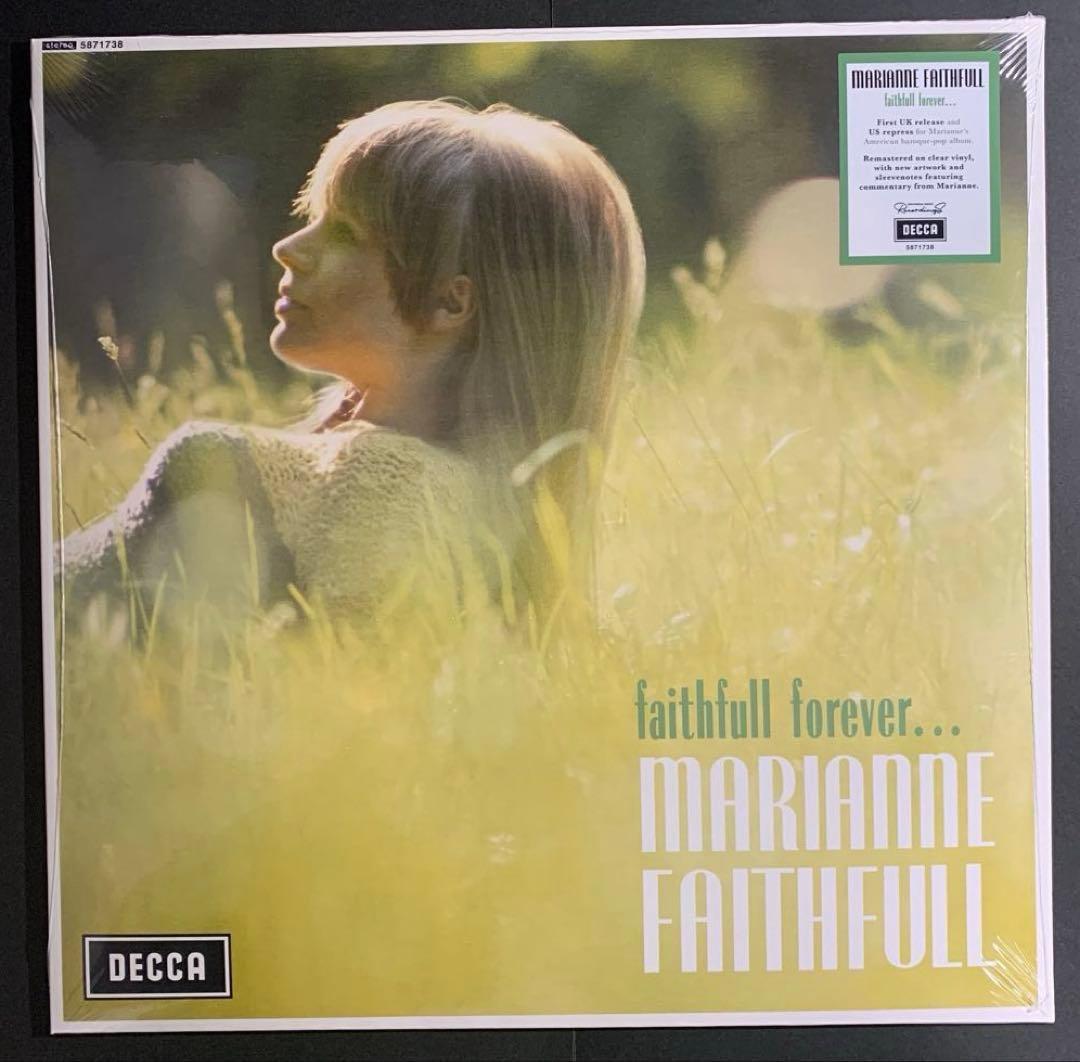 stereo 5871738
MARIANNE FAITHFULL
faithfull forever...
First UK release and
US repress for Marianne's
American baroque-pop album.
Remastered on clear vinyl,
with new artwork and
sleevenotes featuring
commentary from Marianne.
Recordings
DECCA
5871738
faithfull forever...
MARIANNE
FAITHFULL
DECCA